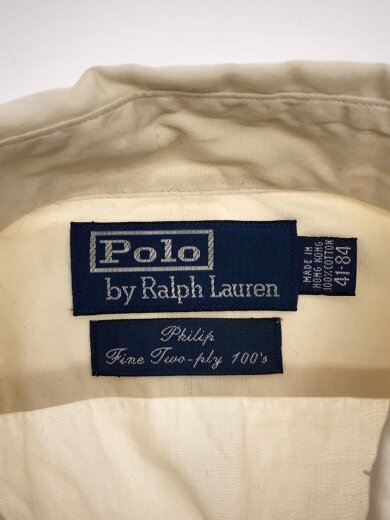 Polo
by Ralph Lauren
MADE IN
HONG KONG
100% COTTON
41-84
Philip
Fine Two-ply 100's